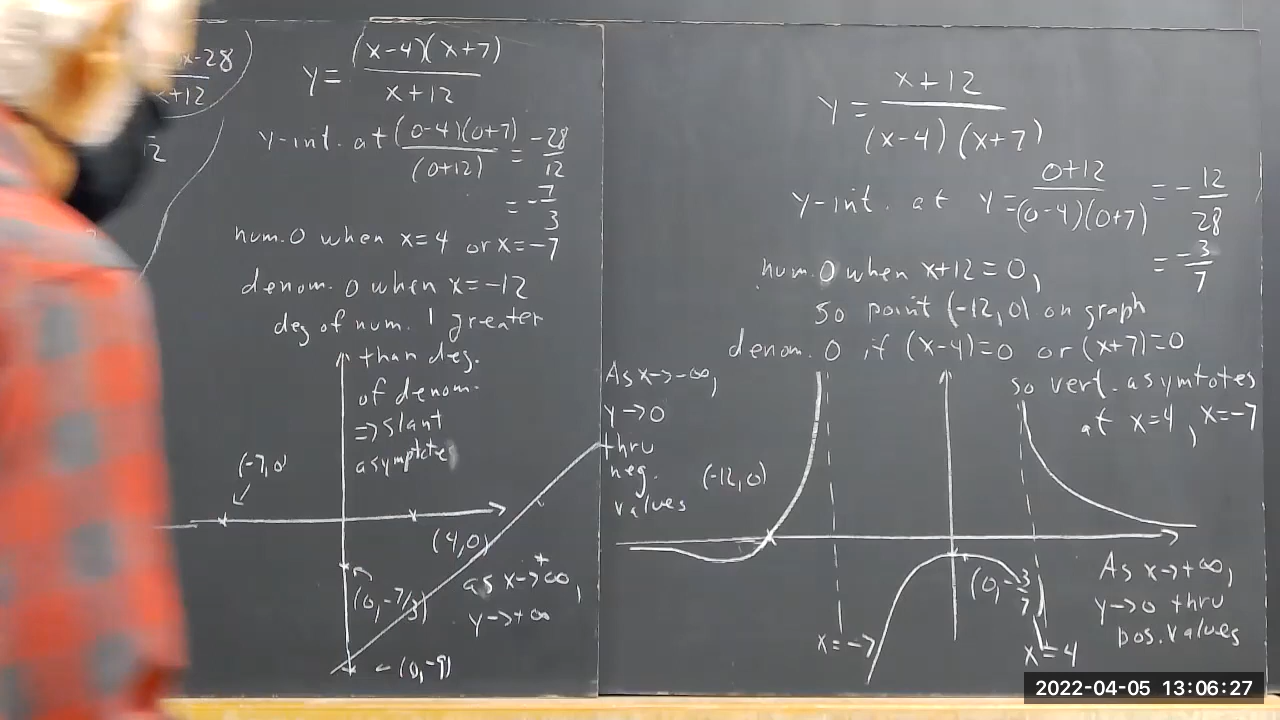 x-28
x+12
12
y = (x-4)(x+7)
x+12
y-int. at (0-4)(0+7) = -28
(0+12) 12
= -7
3
num. 0 when x=4 or x=-7
denom. 0 when x=-12
deg of num. 1 greater
than deg.
of denom.
=> slant
asymptote
(-7,0)
(4,0)
(0,-7/3)
as x->+∞,
y->+∞
<- (0,-9)
y = x+12
(x-4)(x+7)
y-int. at y = 0+12 = - 12
(0-4)(0+7) 28
= -3
7
num. 0 when x+12=0,
so point (-12,0) on graph
denom. 0 if (x-4)=0 or (x+7)=0
so vert. asymtotes
at x=4, x=-7
As x->-∞,
y->0
thru
neg.
values
(-12,0)
(0,-3/7)
x=-7
x=4
As x->+∞,
y->0 thru
pos. values
2022-04-05 13:06:27